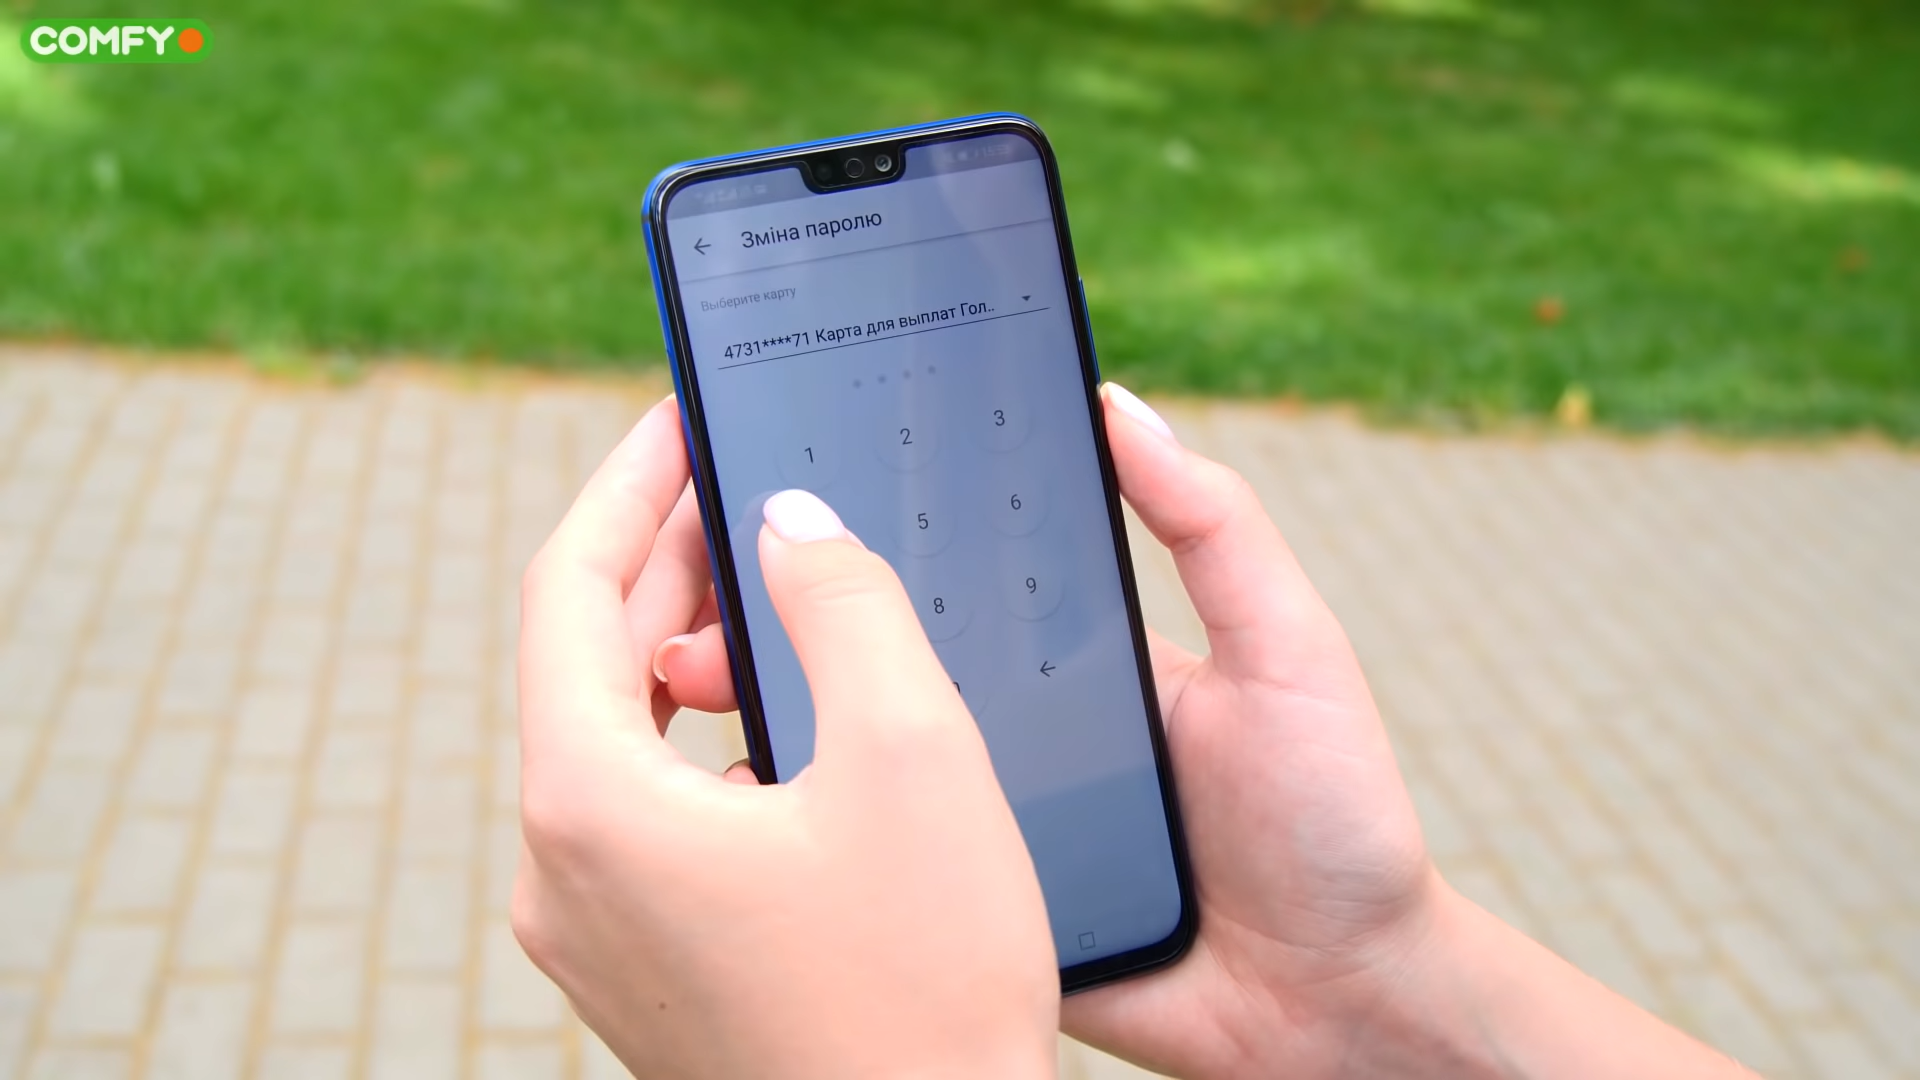 COMFY
Зміна паролю
Выберите карту
4731****71 Карта для выплат Гол..
1 2 3
5 6
8 9